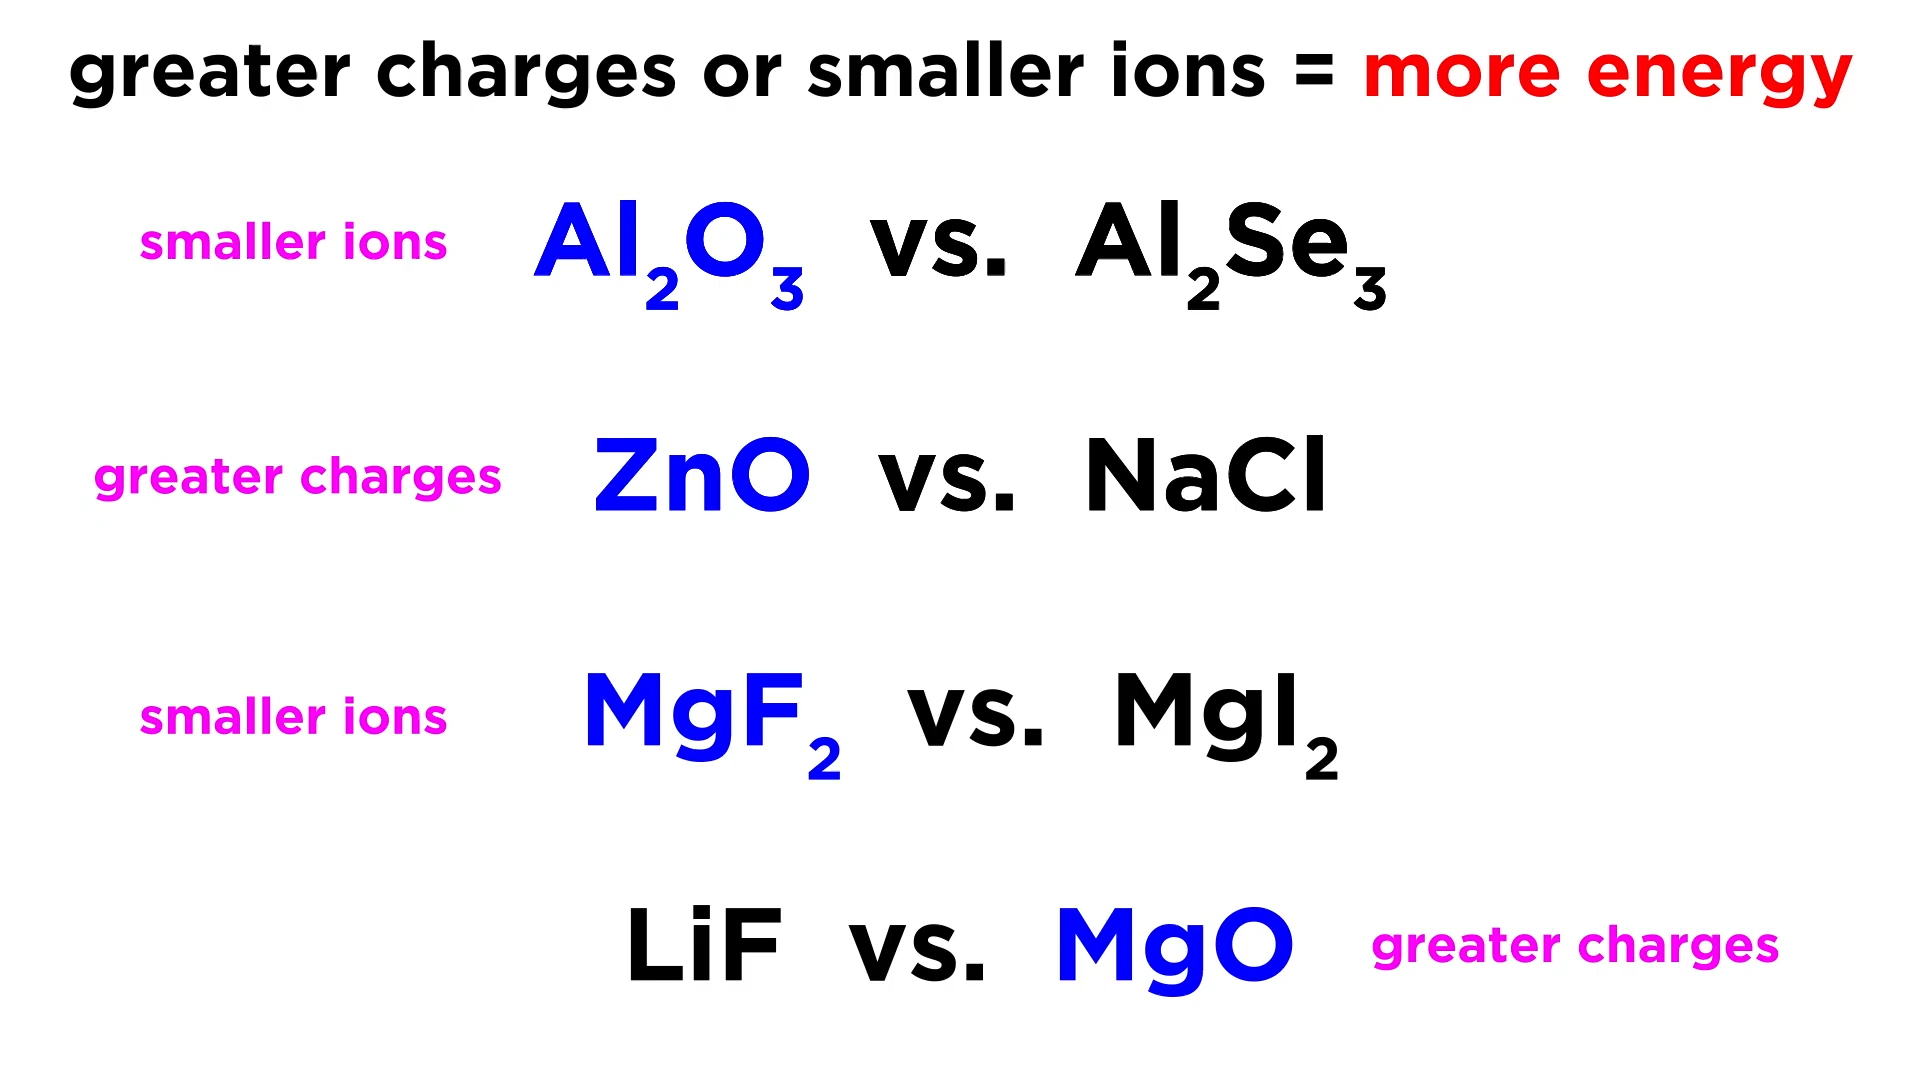 greater charges or smaller ions = more energy
smaller ions Al₂O₃ vs. Al₂Se₃
greater charges ZnO vs. NaCl
smaller ions MgF₂ vs. MgI₂
LiF vs. MgO greater charges